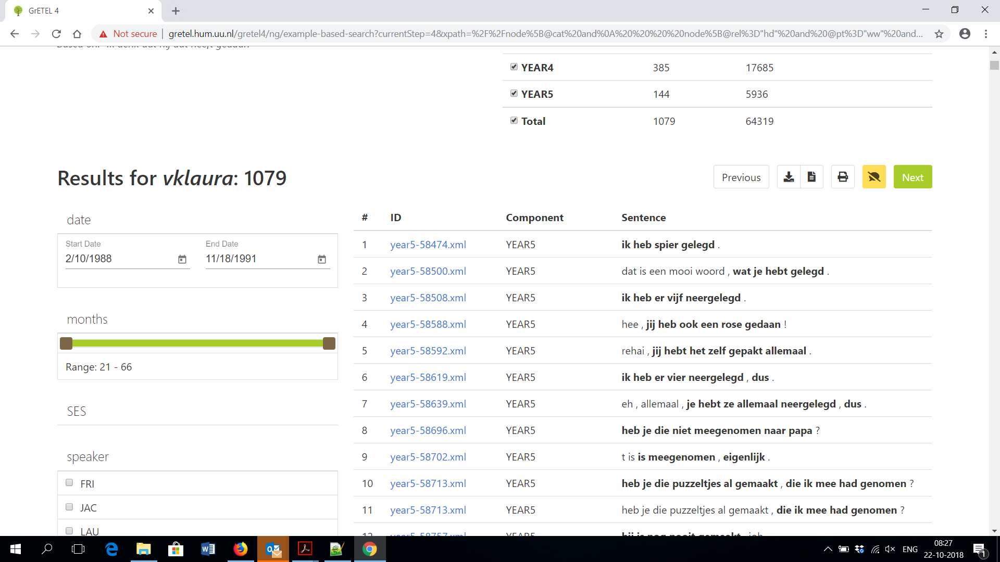 GrETEL 4
Not secure | gretel.hum.uu.nl/gretel4/ng/example-based-search?currentStep=4&xpath=%2F%2Fnode%5B@cat%20and%0A%20%20%20%20node%5B@rel%3D"hd"%20and%20@pt%3D"ww"%20and...
YEAR4 385 17685
YEAR5 144 5936
Total 1079 64319
Results for vklaura: 1079
Previous Next
date
Start Date End Date
2/10/1988 11/18/1991
months
Range: 21 - 66
SES
speaker
FRI
JAC
LAU
# ID Component Sentence
1 year5-58474.xml YEAR5 ik heb spier gelegd .
2 year5-58500.xml YEAR5 dat is een mooi woord , wat je hebt gelegd .
3 year5-58508.xml YEAR5 ik heb er vijf neergelegd .
4 year5-58588.xml YEAR5 hee , jij heb ook een rose gedaan !
5 year5-58592.xml YEAR5 rehai , jij hebt het zelf gepakt allemaal .
6 year5-58619.xml YEAR5 ik heb er vier neergelegd , dus .
7 year5-58639.xml YEAR5 eh , allemaal , je hebt ze allemaal neergelegd , dus .
8 year5-58696.xml YEAR5 heb je die niet meegenomen naar papa ?
9 year5-58702.xml YEAR5 t is is meegenomen , eigenlijk .
10 year5-58713.xml YEAR5 heb je die puzzeltjes al gemaakt , die ik mee had genomen ?
11 year5-58713.xml YEAR5 heb je die puzzeltjes al gemaakt , die ik mee had genomen ?
12 year5-58757.xml YEAR5 hij is nog nooit gemaakt
ENG
08:27
22-10-2018
1